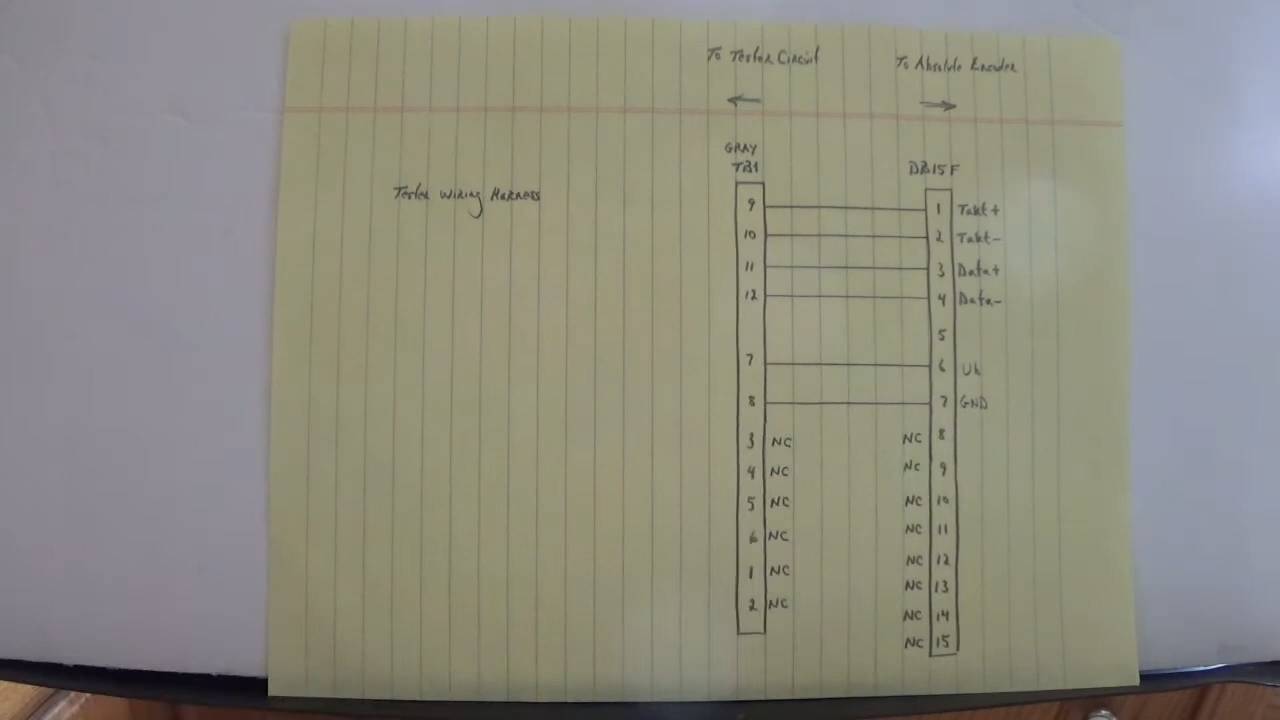 To Tester Circuit To Absolute Encoder
GRAY
TB1 DB15F
Tester Wiring Harness
9 1 Takt+
10 2 Takt-
11 3 Data+
12 4 Data-
5
7 6 Uh
8 7 GND
3 NC NC 8
4 NC NC 9
5 NC NC 10
6 NC NC 11
1 NC NC 12
NC 13
2 NC NC 14
NC 15